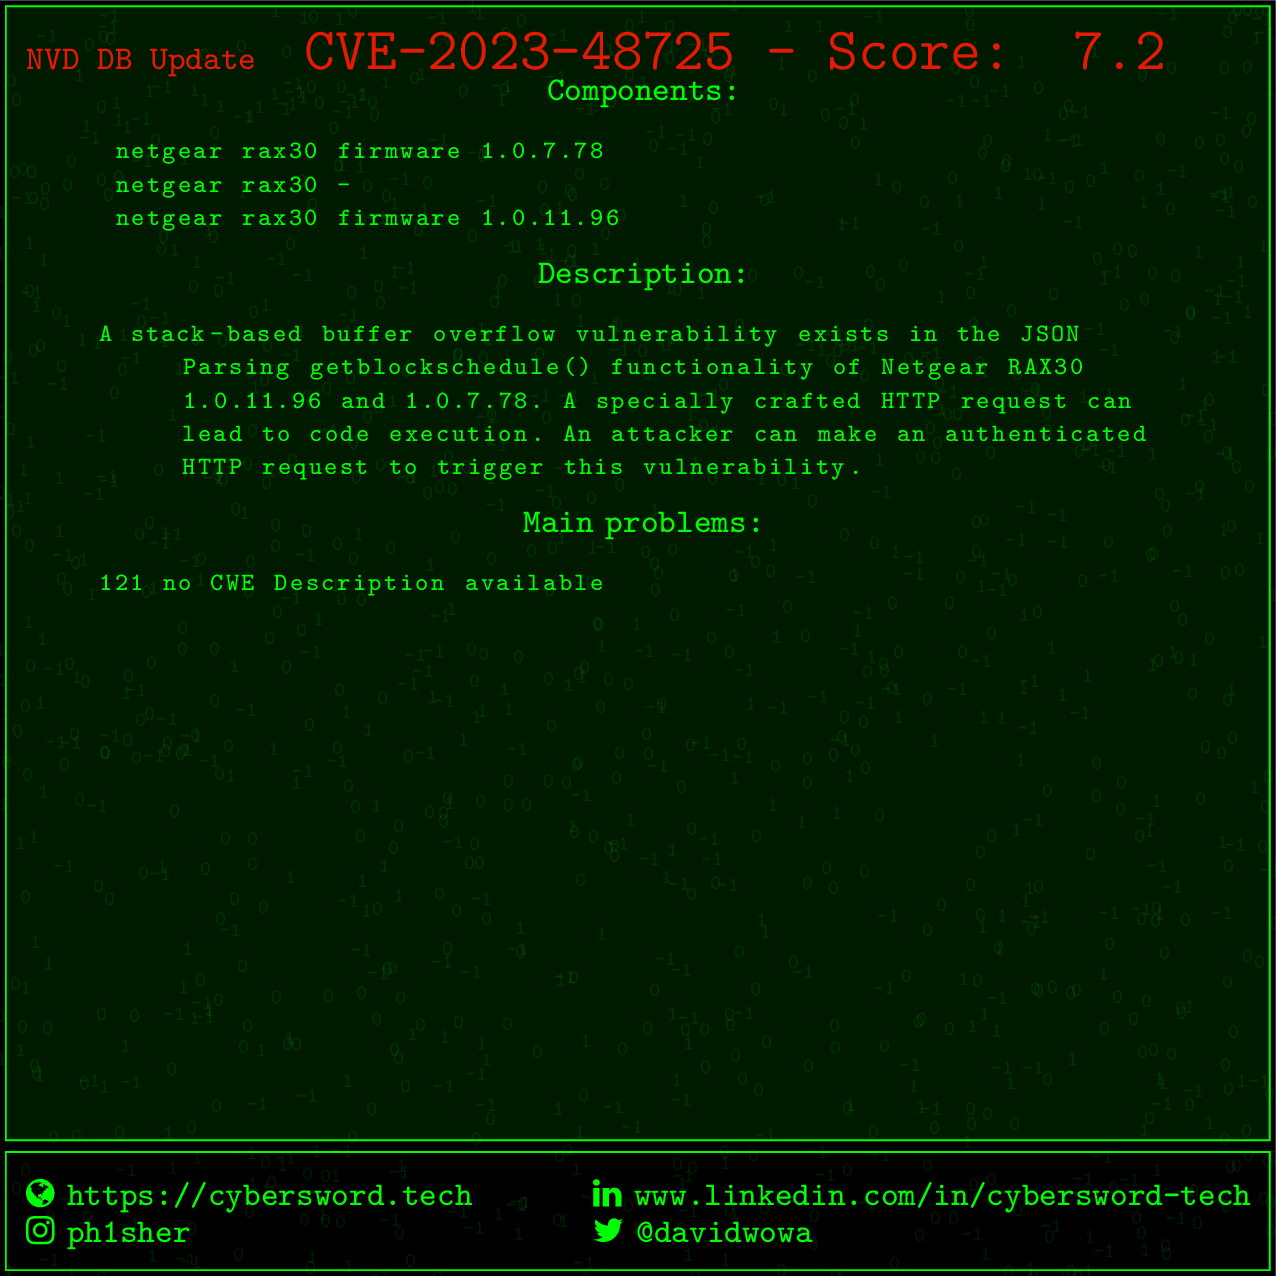 NVD DB Update CVE-2023-48725 - Score: 7.2
Components:
netgear rax30 firmware 1.0.7.78
netgear rax30 -
netgear rax30 firmware 1.0.11.96
Description:
A stack-based buffer overflow vulnerability exists in the JSON
Parsing getblockschedule() functionality of Netgear RAX30
1.0.11.96 and 1.0.7.78. A specially crafted HTTP request can
lead to code execution. An attacker can make an authenticated
HTTP request to trigger this vulnerability.
Main problems:
121 no CWE Description available
https://cybersword.tech
www.linkedin.com/in/cybersword-tech
ph1sher
@davidwowa